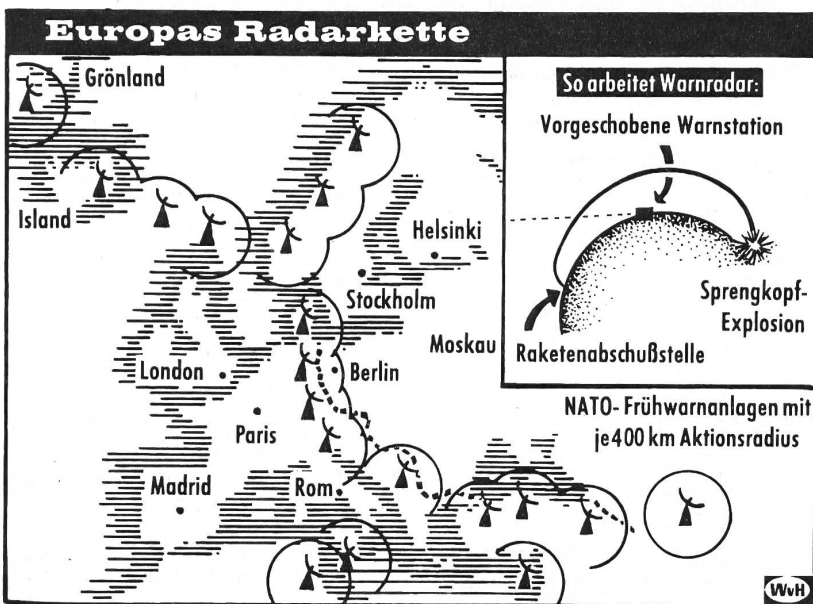 Europas Radarkette
Grönland
Island
Helsinki
Stockholm
Moskau
London
Berlin
Paris
Madrid
Rom
So arbeitet Warnradar:
Vorgeschobene Warnstation
Sprengkopf-
Explosion
Raketenabschußstelle
NATO-Frühwarnanlagen mit
je 400 km Aktionsradius
WvH